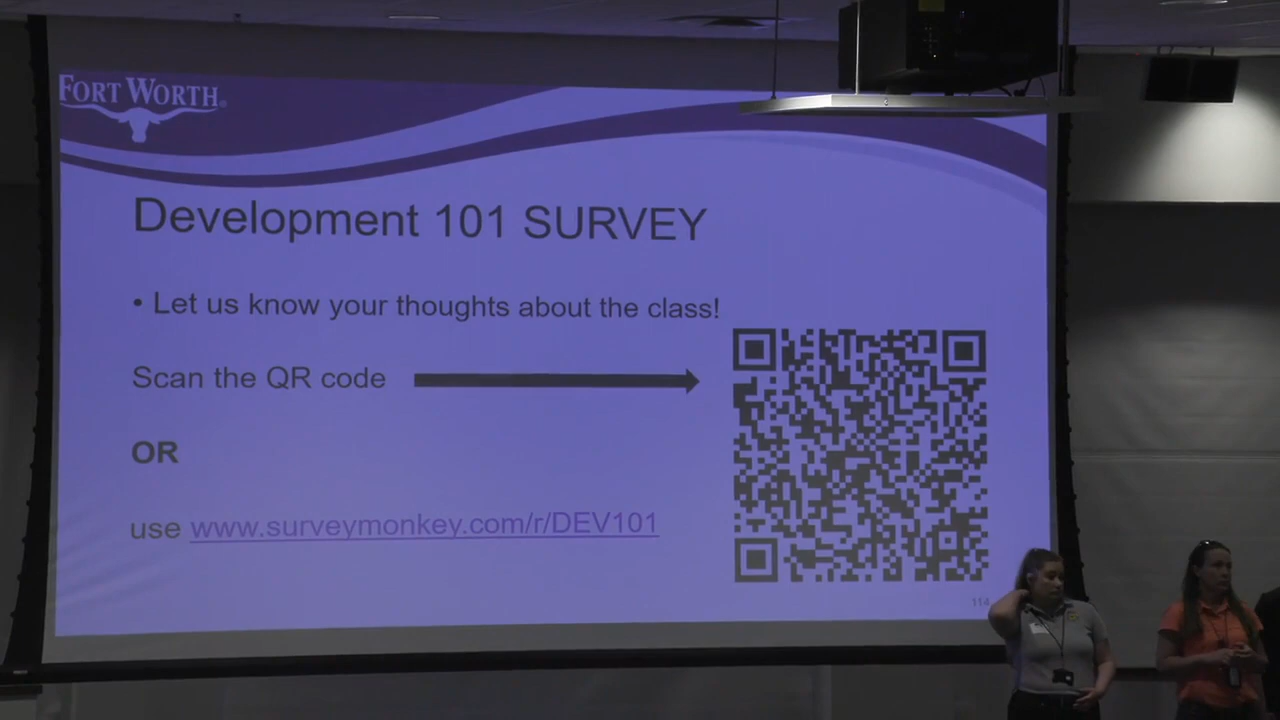 FORT WORTH®
Development 101 SURVEY
• Let us know your thoughts about the class!
Scan the QR code
OR
use www.surveymonkey.com/r/DEV101
114